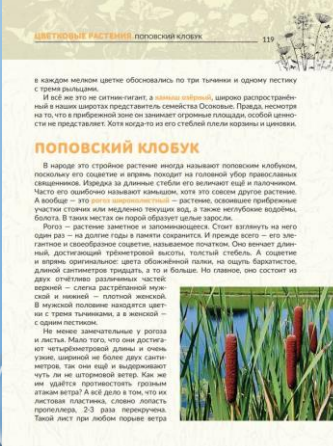 ЦВЕТКОВЫЕ РАСТЕНИЯ. ПОПОВСКИЙ КЛОБУК
119
в каждом мелком цветке обосновались по три тычинки и одному пестику
с тремя рыльцами.
И всё же это не ситник-гигант, а камыш озёрный, широко распространён-
ный в наших широтах представитель семейства Осоковые. Правда, несмотря
на то, что в прибрежной зоне он занимает огромные площади, особой ценно-
сти не представляет. Хотя когда-то из его стеблей плели корзины и циновки.
ПОПОВСКИЙ КЛОБУК
В народе это стройное растение иногда называют поповским клобуком,
поскольку его соцветие и впрямь походит на головной убор православных
священников. Изредка за длинные стебли его величают ещё и палочником.
Часто его ошибочно называют камышом, хотя это совсем другое растение.
А вообще — это рогоз широколистный — растение, освоившее прибрежные
участки стоячих или медленно текущих вод, а также неглубокие водоёмы,
болота. В таких местах он порой образует целые заросли.
Рогоз — растение заметное и запоминающееся. Стоит взглянуть на него
один раз — на долгие годы в памяти сохранится. И прежде всего — его эле-
гантное и своеобразное соцветие, называемое початком. Оно венчает длин-
ный, достигающий трёхметровой высоты, толстый стебель. А соцветие
и впрямь оригинальное: цвета обожжённой палки, на ощупь бархатистое,
длиной сантиметров тридцать, а то и больше. Но главное, оно состоит из
двух отчётливо различимых частей:
верхней — слегка растрёпанной муж-
ской и нижней — плотной женской.
В мужской половине находятся цвет-
ки с тремя тычинками, а в женской —
с одним пестиком.
Не менее замечательные у рогоза
и листья. Мало того, что они достига-
ют четырёхметровой длины и очень
узкие, шириной не более двух санти-
метров, так они ещё и выдерживают
чуть ли не штормовой ветер. Как же
им удаётся противостоять грозным
атакам ветра? А всё дело в том, что их
листовая пластинка, словно лопасть
пропеллера, 2-3 раза перекручена.
Такой лист при любом порыве ветра